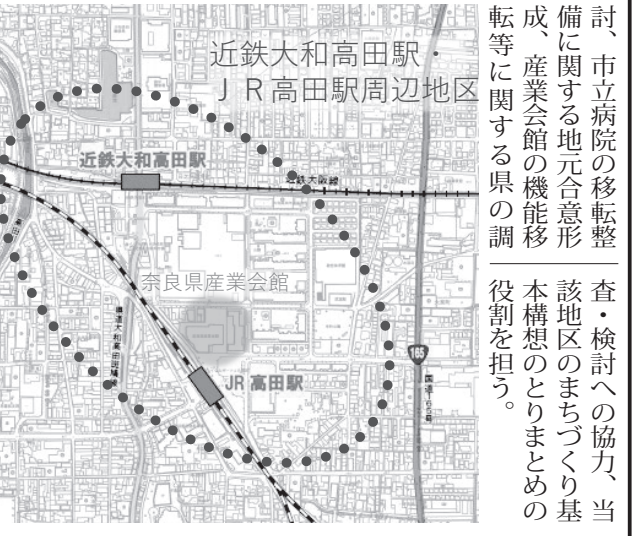 討、市立病院の移転整
備に関する地元合意形
成、産業会館の機能移
転等に関する県の調
査・検討への協力、当
該地区のまちづくり基
本構想のとりまとめの
役割を担う。
近鉄大和高田駅・
ＪＲ高田駅周辺地区
近鉄大和高田駅
近鉄大阪線
奈良県産業会館
JR 高田駅
165